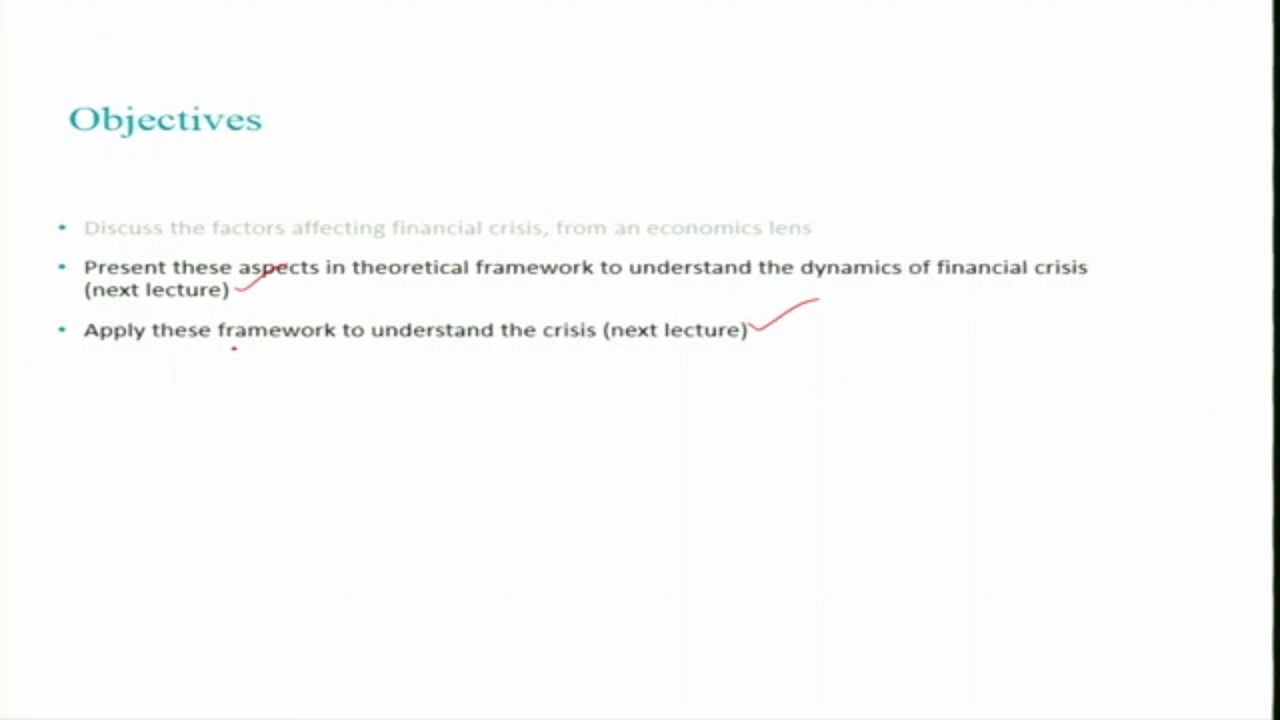 Objectives
• Discuss the factors affecting financial crisis, from an economics lens
• Present these aspects in theoretical framework to understand the dynamics of financial crisis
(next lecture)
• Apply these framework to understand the crisis (next lecture)